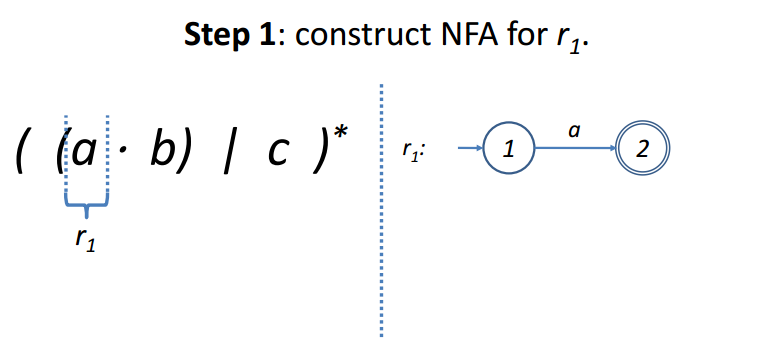 Step 1: construct NFA for r1.
( (a · b) | c )*
r1
r1:
1
a
2